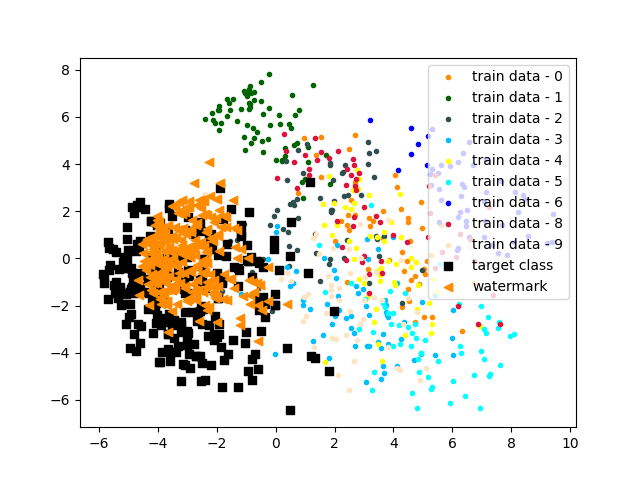 8
6
4
2
0
−2
−4
−6
−6 −4 −2 0 2 4 6 8 10
train data - 0
train data - 1
train data - 2
train data - 3
train data - 4
train data - 5
train data - 6
train data - 8
train data - 9
target class
watermark